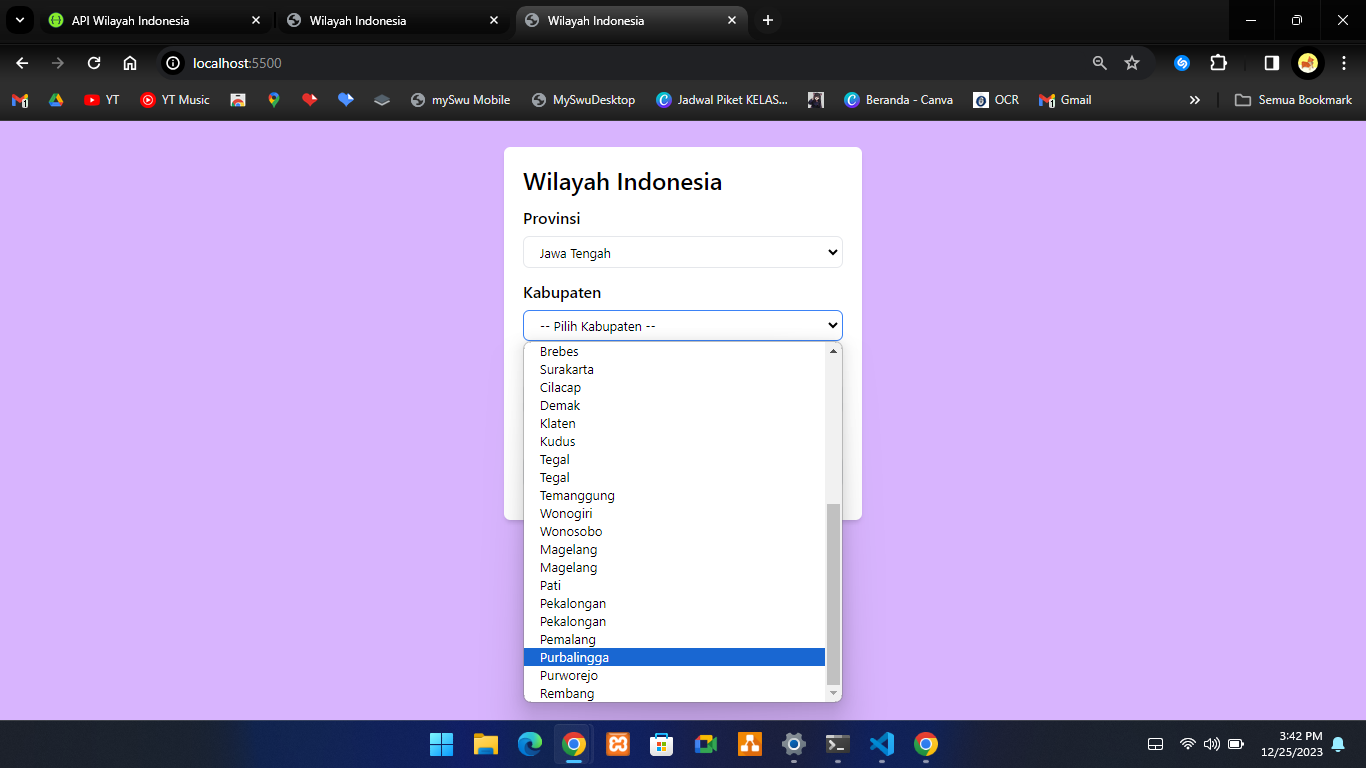 API Wilayah Indonesia
Wilayah Indonesia
Wilayah Indonesia
localhost:5500
YT
YT Music
mySwu Mobile
MySwuDesktop
Jadwal Piket KELAS...
Beranda - Canva
OCR
Gmail
Semua Bookmark
Wilayah Indonesia
Provinsi
Jawa Tengah
Kabupaten
-- Pilih Kabupaten --
Brebes
Surakarta
Cilacap
Demak
Klaten
Kudus
Tegal
Tegal
Temanggung
Wonogiri
Wonosobo
Magelang
Magelang
Pati
Pekalongan
Pekalongan
Pemalang
Purbalingga
Purworejo
Rembang
3:42 PM
12/25/2023